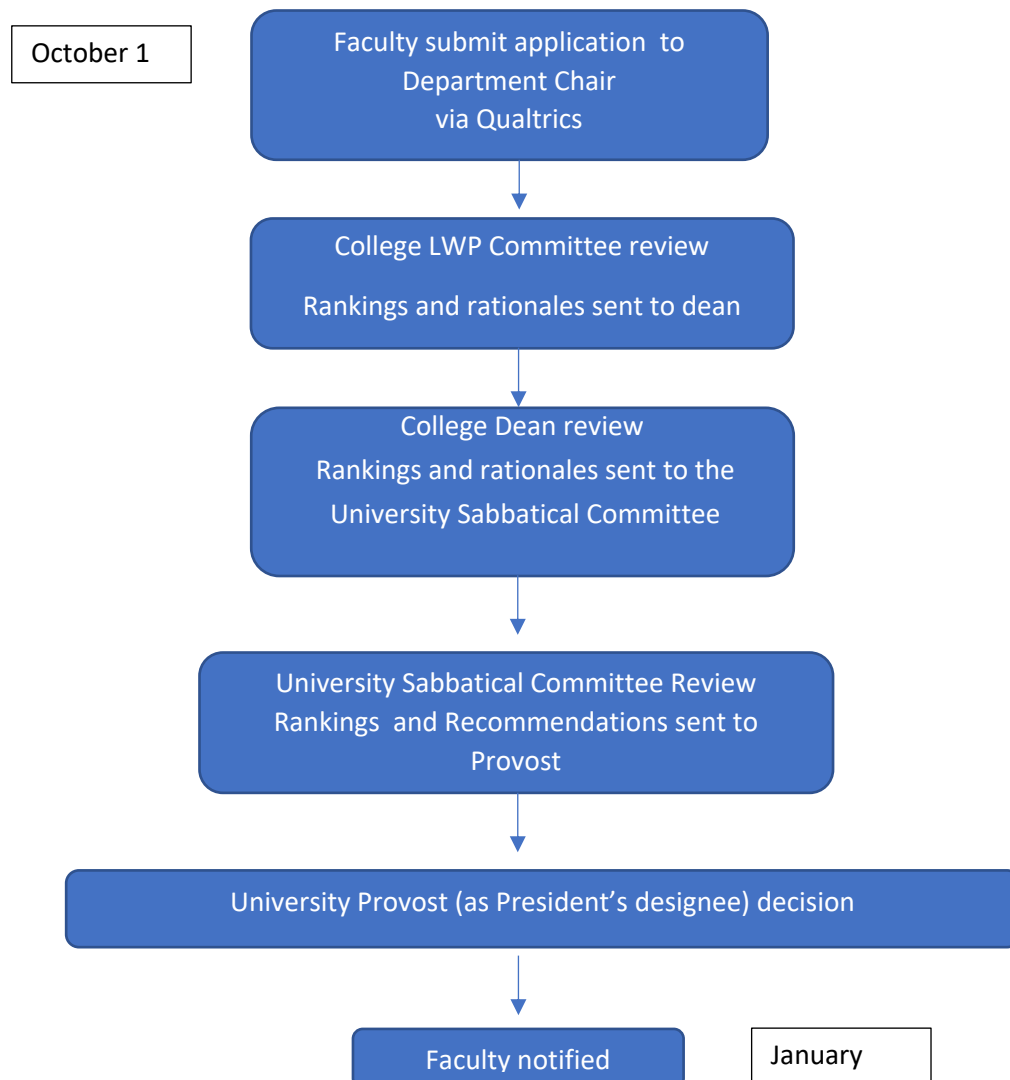 October 1
Faculty submit application to
Department Chair
via Qualtrics
College LWP Committee review
Rankings and rationales sent to dean
College Dean review
Rankings and rationales sent to the
University Sabbatical Committee
University Sabbatical Committee Review
Rankings and Recommendations sent to
Provost
University Provost (as President’s designee) decision
Faculty notified
January